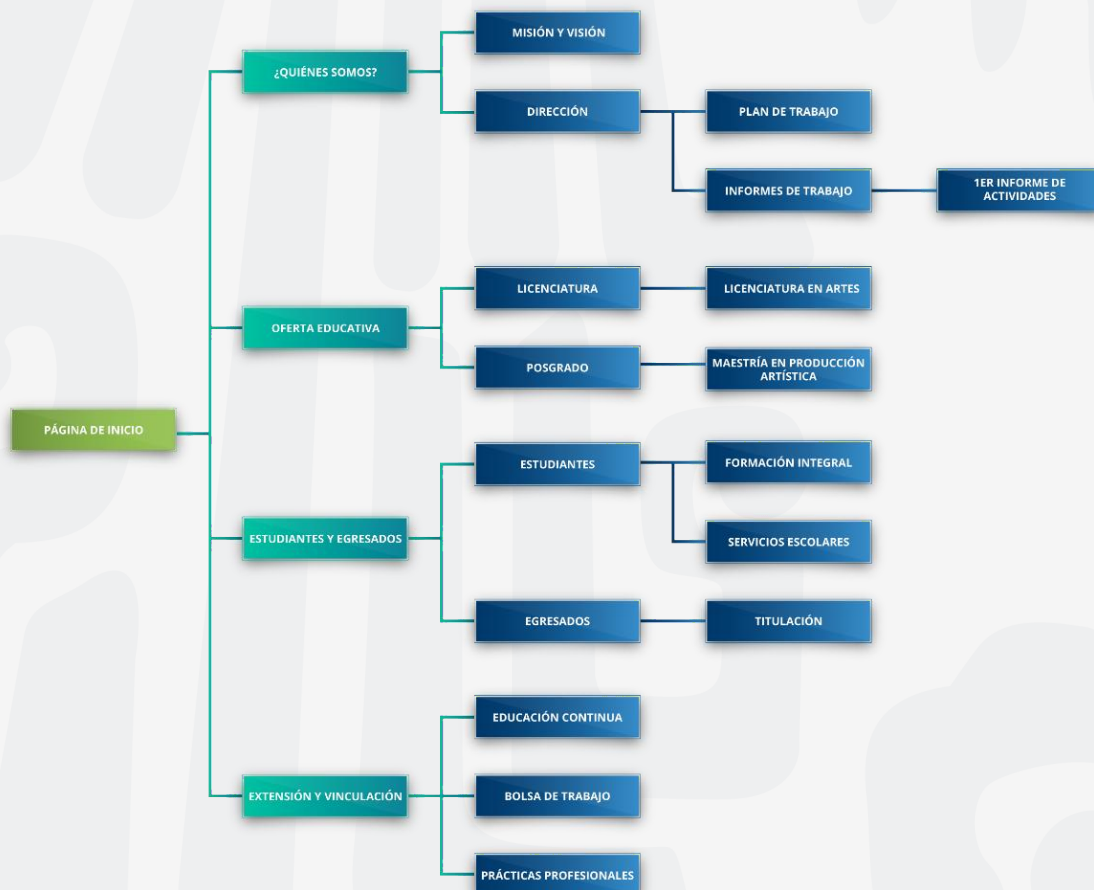 PÁGINA DE INICIO
¿QUIÉNES SOMOS?
MISIÓN Y VISIÓN
DIRECCIÓN
PLAN DE TRABAJO
INFORMES DE TRABAJO
1ER INFORME DE
ACTIVIDADES
OFERTA EDUCATIVA
LICENCIATURA
LICENCIATURA EN ARTES
POSGRADO
MAESTRÍA EN PRODUCCIÓN
ARTÍSTICA
ESTUDIANTES Y EGRESADOS
ESTUDIANTES
FORMACIÓN INTEGRAL
SERVICIOS ESCOLARES
EGRESADOS
TITULACIÓN
EXTENSIÓN Y VINCULACIÓN
EDUCACIÓN CONTINUA
BOLSA DE TRABAJO
PRÁCTICAS PROFESIONALES